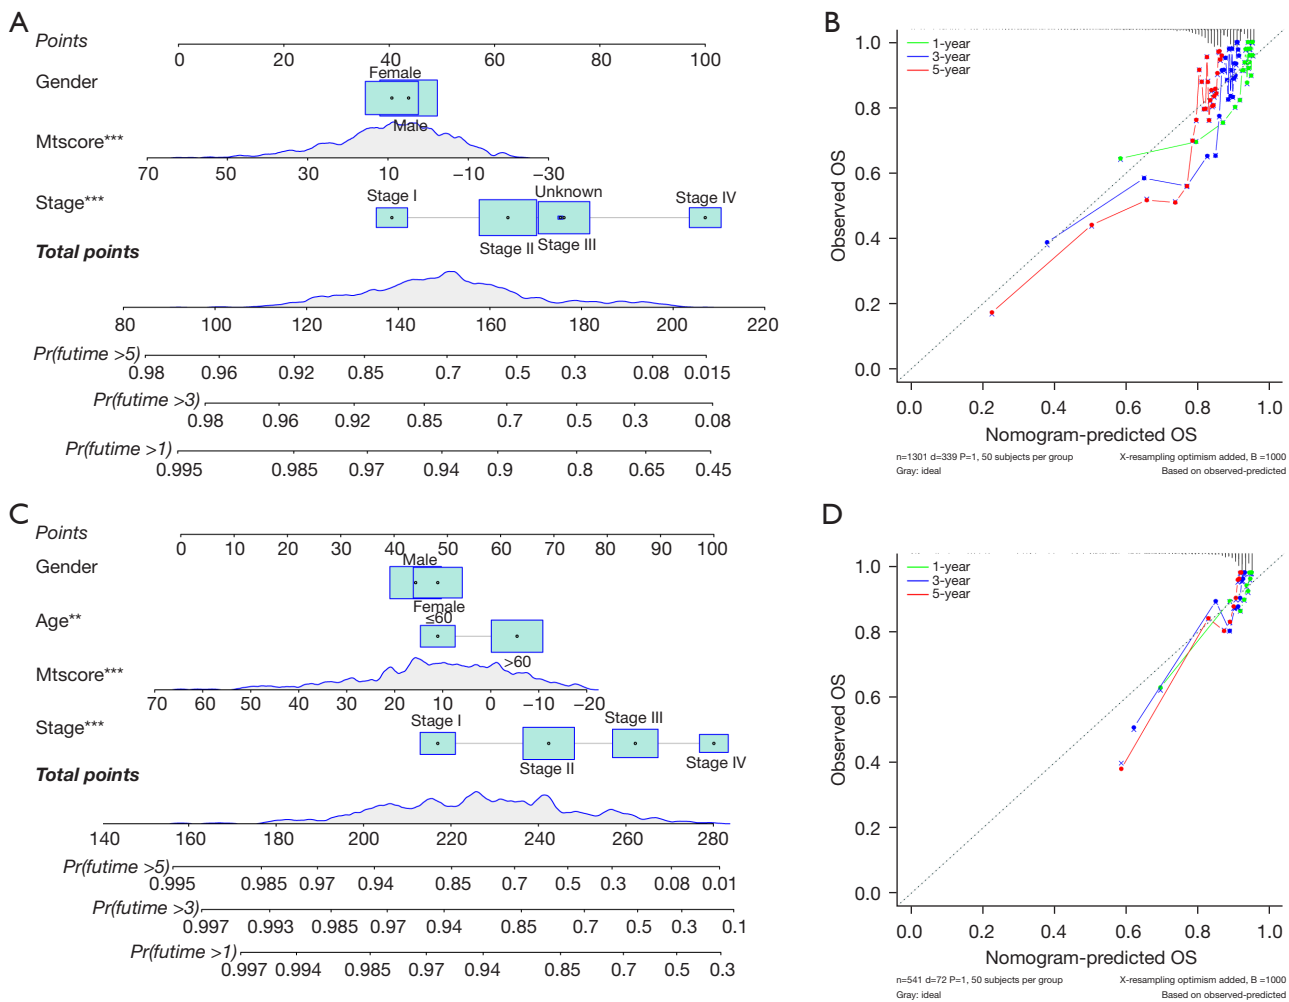 A
Points
0 20 40 60 80 100
Gender
Female
Male
Mtscore***
70 50 30 10 −10 −30
Stage***
Stage I
Unknown
Stage IV
Stage II
Stage III
Total points
80 100 120 140 160 180 200 220
Pr(futime >5)
0.98 0.96 0.92 0.85 0.7 0.5 0.3 0.08 0.015
Pr(futime >3)
0.98 0.96 0.92 0.85 0.7 0.5 0.3 0.08
Pr(futime >1)
0.995 0.985 0.97 0.94 0.9 0.8 0.65 0.45
B
1-year
3-year
5-year
1.0
0.8
0.6
0.4
0.2
0.0
Observed OS
0.0 0.2 0.4 0.6 0.8 1.0
Nomogram-predicted OS
n=1301 d=339 P=1, 50 subjects per group
Gray: ideal
X-resampling optimism added, B =1000
Based on observed-predicted
C
Points
0 10 20 30 40 50 60 70 80 90 100
Gender
Male
Female
Age**
≤60
>60
Mtscore***
70 60 50 40 30 20 10 0 −10 −20
Stage***
Stage I
Stage III
Stage II
Stage IV
Total points
140 160 180 200 220 240 260 280
Pr(futime >5)
0.995 0.985 0.97 0.94 0.85 0.7 0.5 0.3 0.08 0.01
Pr(futime >3)
0.997 0.993 0.985 0.97 0.94 0.85 0.7 0.5 0.3 0.1
Pr(futime >1)
0.997 0.994 0.985 0.97 0.94 0.85 0.7 0.5 0.3
D
1-year
3-year
5-year
1.0
0.8
0.6
0.4
0.2
0.0
Observed OS
0.0 0.2 0.4 0.6 0.8 1.0
Nomogram-predicted OS
n=541 d=72 P=1, 50 subjects per group
Gray: ideal
X-resampling optimism added, B =1000
Based on observed-predicted